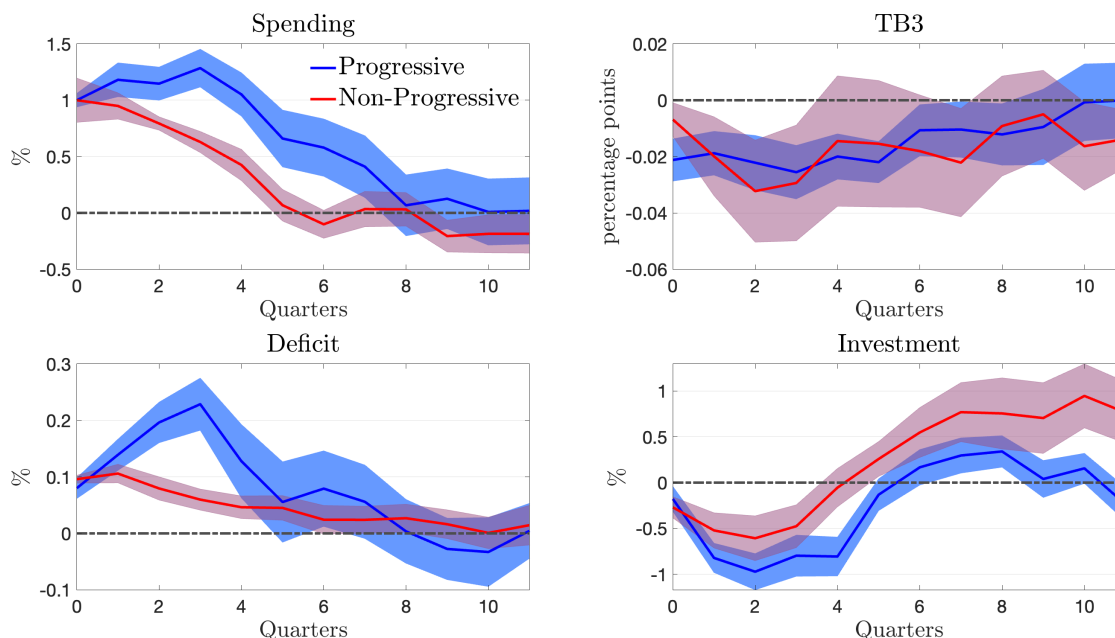 Spending
1.5
1
0.5
0
-0.5
%
0 2 4 6 8 10
Quarters
Progressive
Non-Progressive
TB3
0.02
0
-0.02
-0.04
-0.06
percentage points
0 2 4 6 8 10
Quarters
Deficit
0.3
0.2
0.1
0
-0.1
%
0 2 4 6 8 10
Quarters
Investment
1
0.5
0
-0.5
-1
%
0 2 4 6 8 10
Quarters